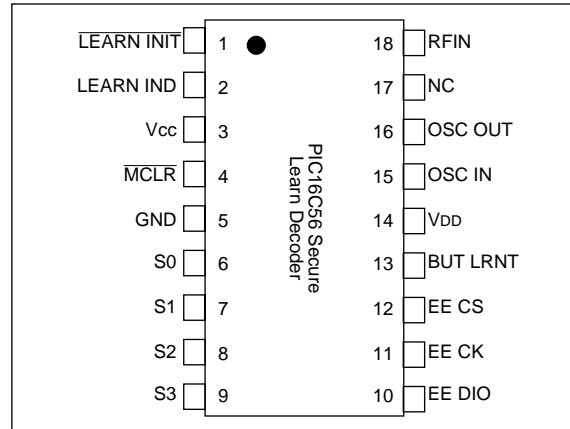 LEARN INIT 1 18 RFIN
LEARN IND 2 17 NC
Vcc 3 16 OSC OUT
MCLR 4 15 OSC IN
GND 5 14 VDD
S0 6 13 BUT LRNT
S1 7 12 EE CS
S2 8 11 EE CK
S3 9 10 EE DIO
PIC16C56 Secure
Learn Decoder